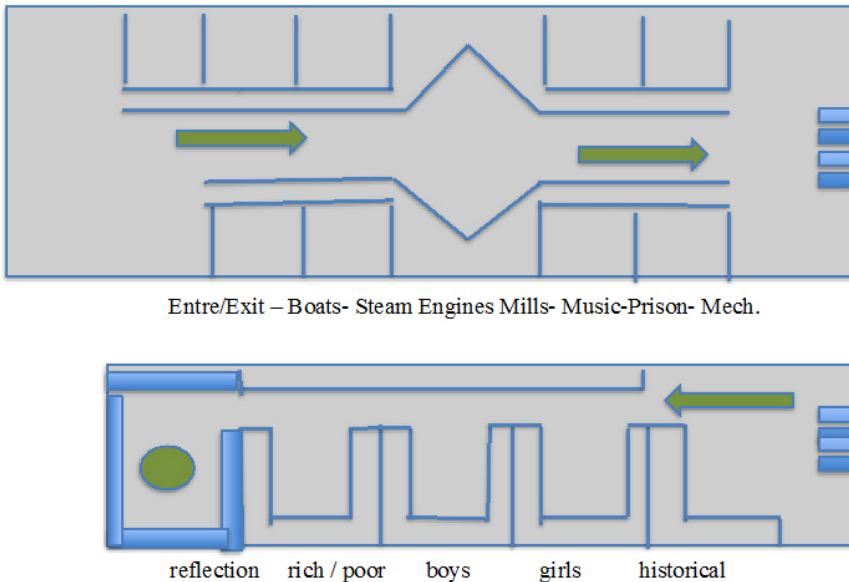 Entre/Exit – Boats- Steam Engines Mills- Music-Prison- Mech.
reflection rich / poor boys girls historical